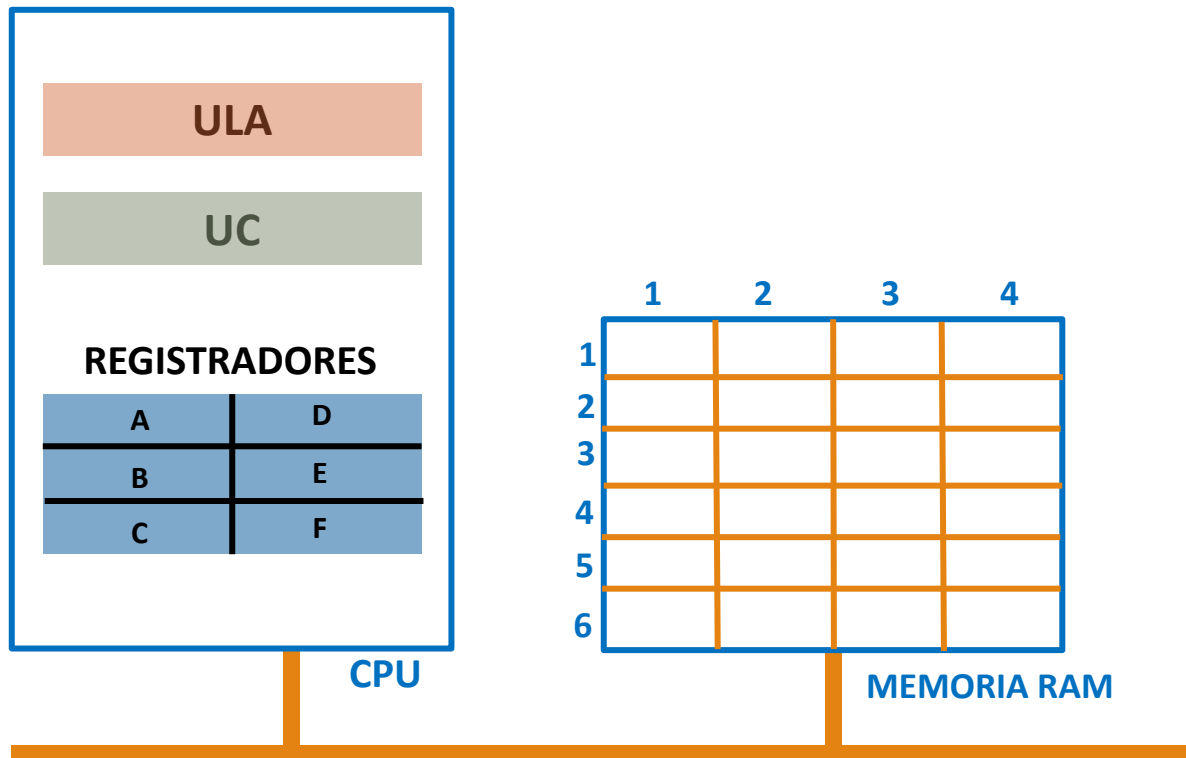 ULA
UC
REGISTRADORES
A D
B E
C F
CPU
1 2 3 4
1
2
3
4
5
6
MEMORIA RAM